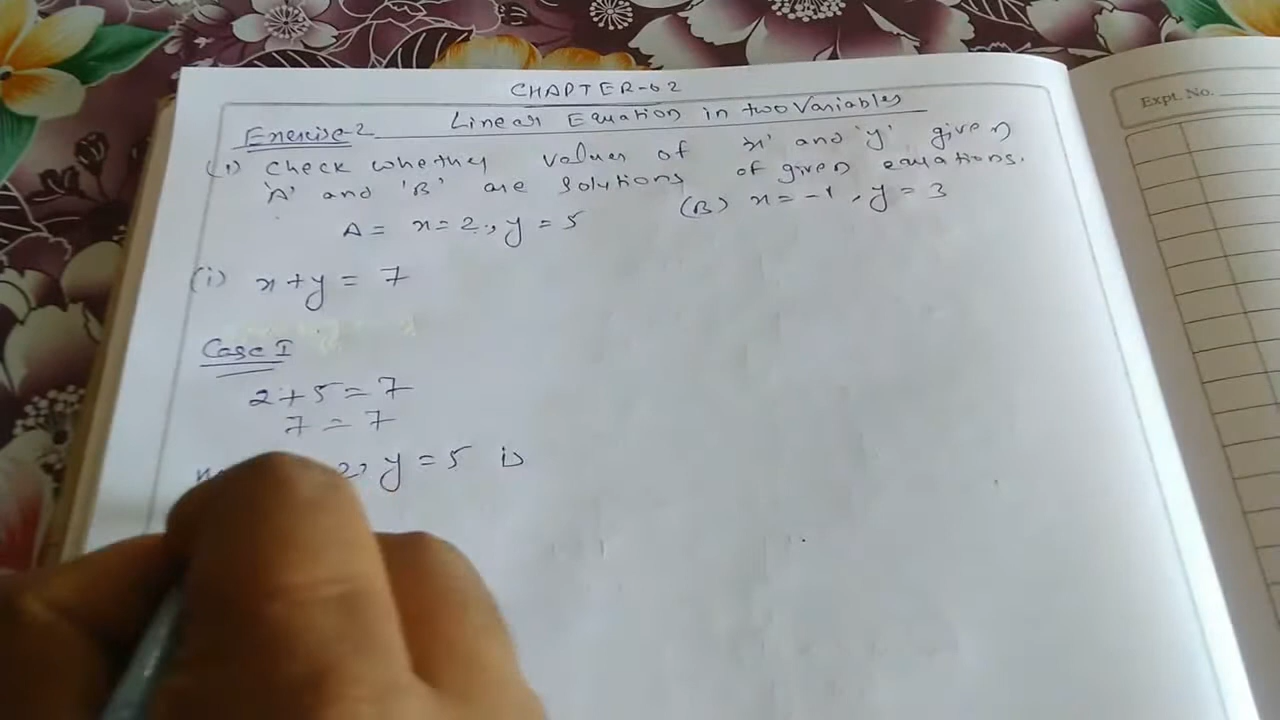 CHAPTER-02
Linear Equation in two Variables
Exercise-2
(1) Check whether values of 'x' and 'y' given
'A' and 'B' are solutions of given equations.
A = x = 2, y = 5 (B) x = -1, y = 3
(i) x + y = 7
Case I
2 + 5 = 7
7 = 7
2, y = 5 is
Expt. No.